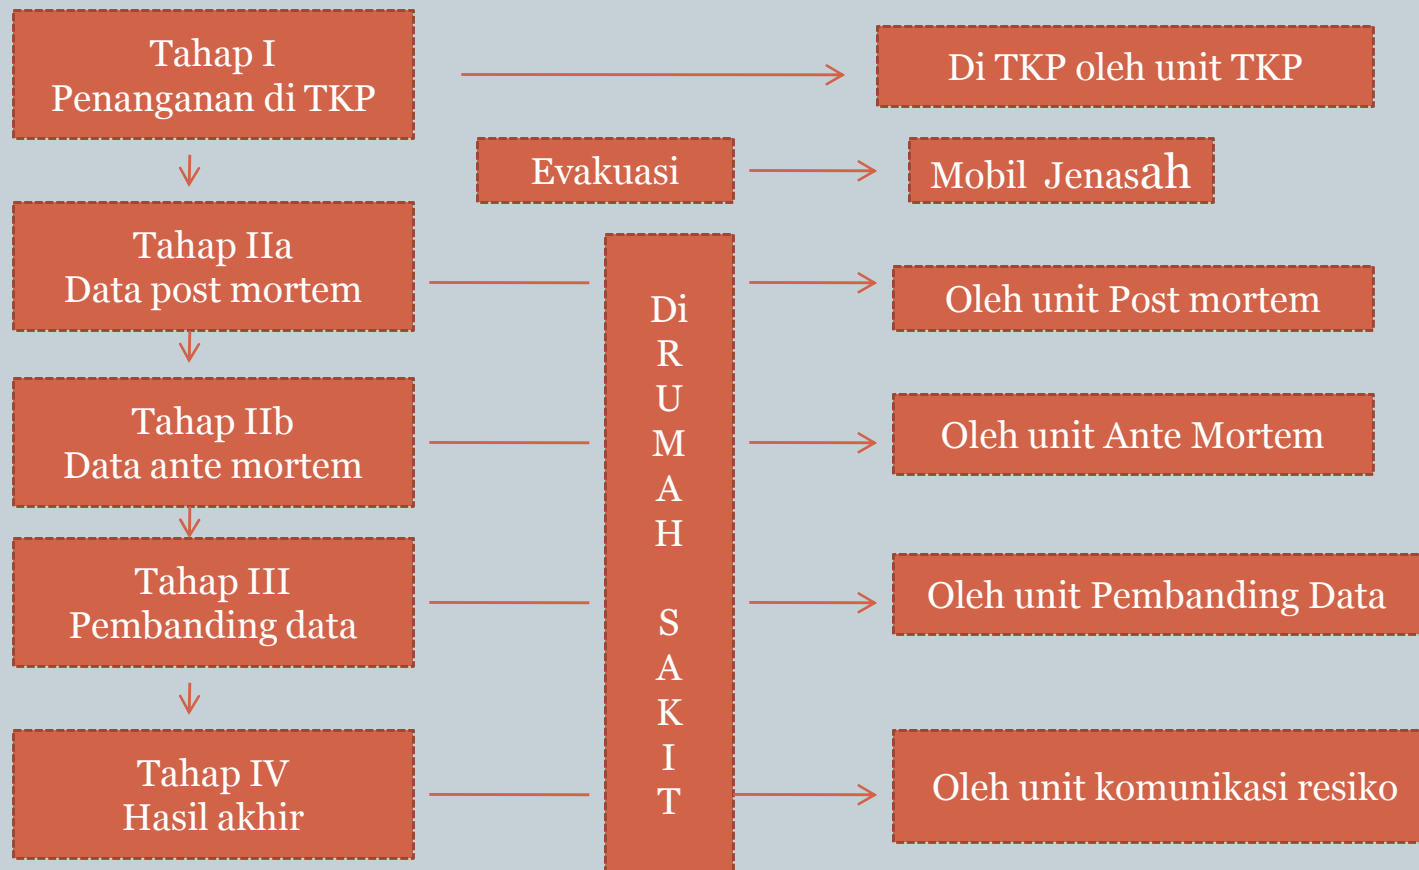 Tahap I
Penanganan di TKP
Di TKP oleh unit TKP
Evakuasi
Mobil Jenasah
Tahap IIa
Data post mortem
Di
R
U
M
A
H
S
A
K
I
T
Oleh unit Post mortem
Tahap IIb
Data ante mortem
Oleh unit Ante Mortem
Tahap III
Pembanding data
Oleh unit Pembanding Data
Tahap IV
Hasil akhir
Oleh unit komunikasi resiko